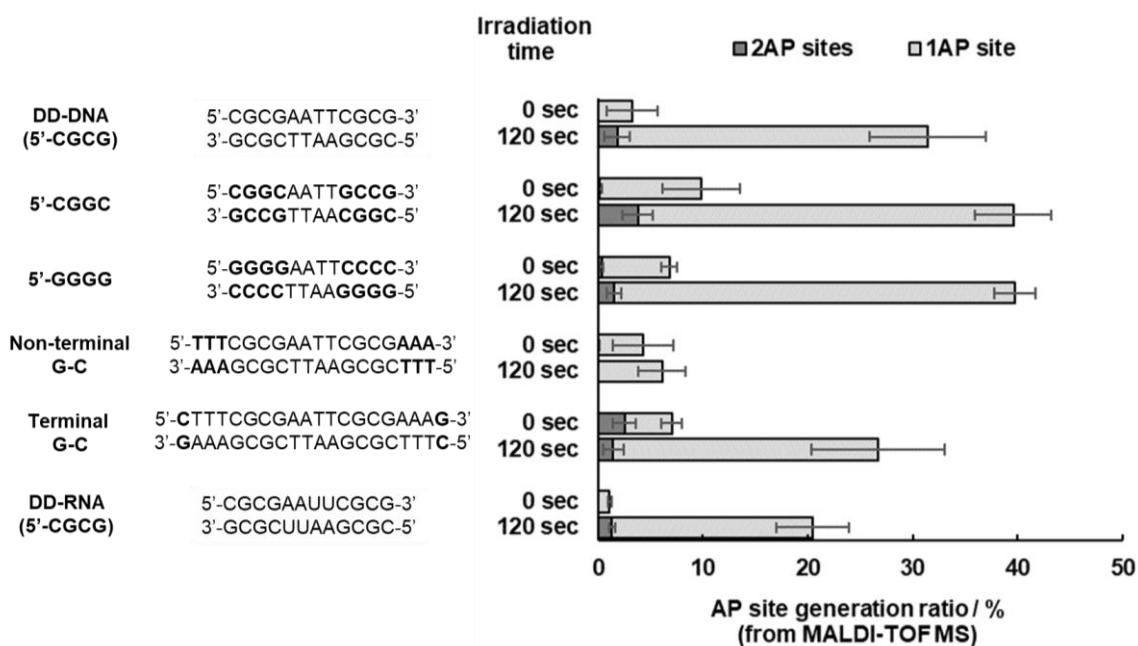 Irradiation
time
2AP sites
1AP site
DD-DNA
(5'-CGCG)
5'-CGCGAATTCGCG-3'
3'-GCGCTTAAGCGC-5'
0 sec
120 sec
5'-CGGC
5'-CGGCAATTGCCG-3'
3'-GCCGTTAACGGC-5'
0 sec
120 sec
5'-GGGG
5'-GGGGAATTCCCC-3'
3'-CCCCTTAAGGGG-5'
0 sec
120 sec
Non-terminal
G-C
5'-TTTCGCGAATTCGCGAAA-3'
3'-AAAGCGCTTAAGCGCTTT-5'
0 sec
120 sec
Terminal
G-C
5'-CTTTCGCGAATTCGCGAAAG-3'
3'-GAAAGCGCTTAAGCGCTTTC-5'
0 sec
120 sec
DD-RNA
(5'-CGCG)
5'-CGCGAAUUCGCG-3'
3'-GCGCUUAAGCGC-5'
0 sec
120 sec
0 10 20 30 40 50
AP site generation ratio / %
(from MALDI-TOF MS)